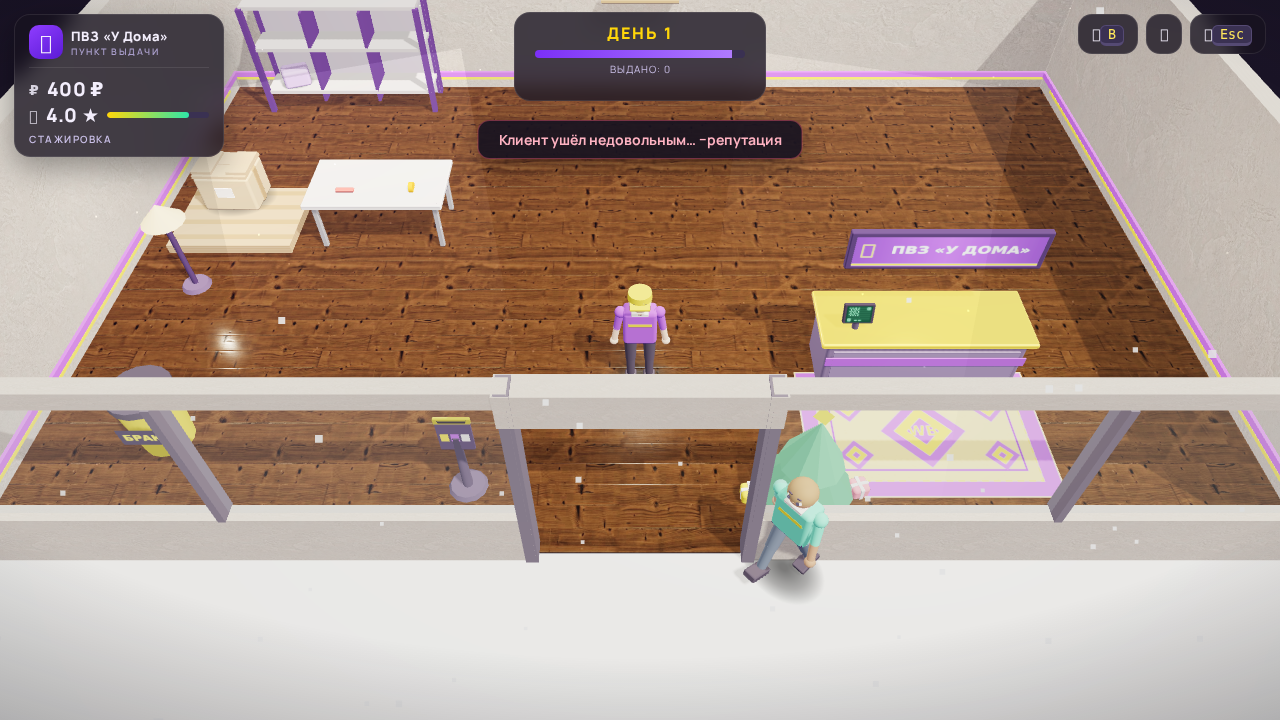 ПВЗ «У Дома»
ПУНКТ ВЫДАЧИ
₽ 400 ₽
4.0 ★
СТАЖИРОВКА
ДЕНЬ 1
ВЫДАНО: 0
B
Esc
Клиент ушёл недовольным… −репутация
ПВЗ «У ДОМА»
БРАК